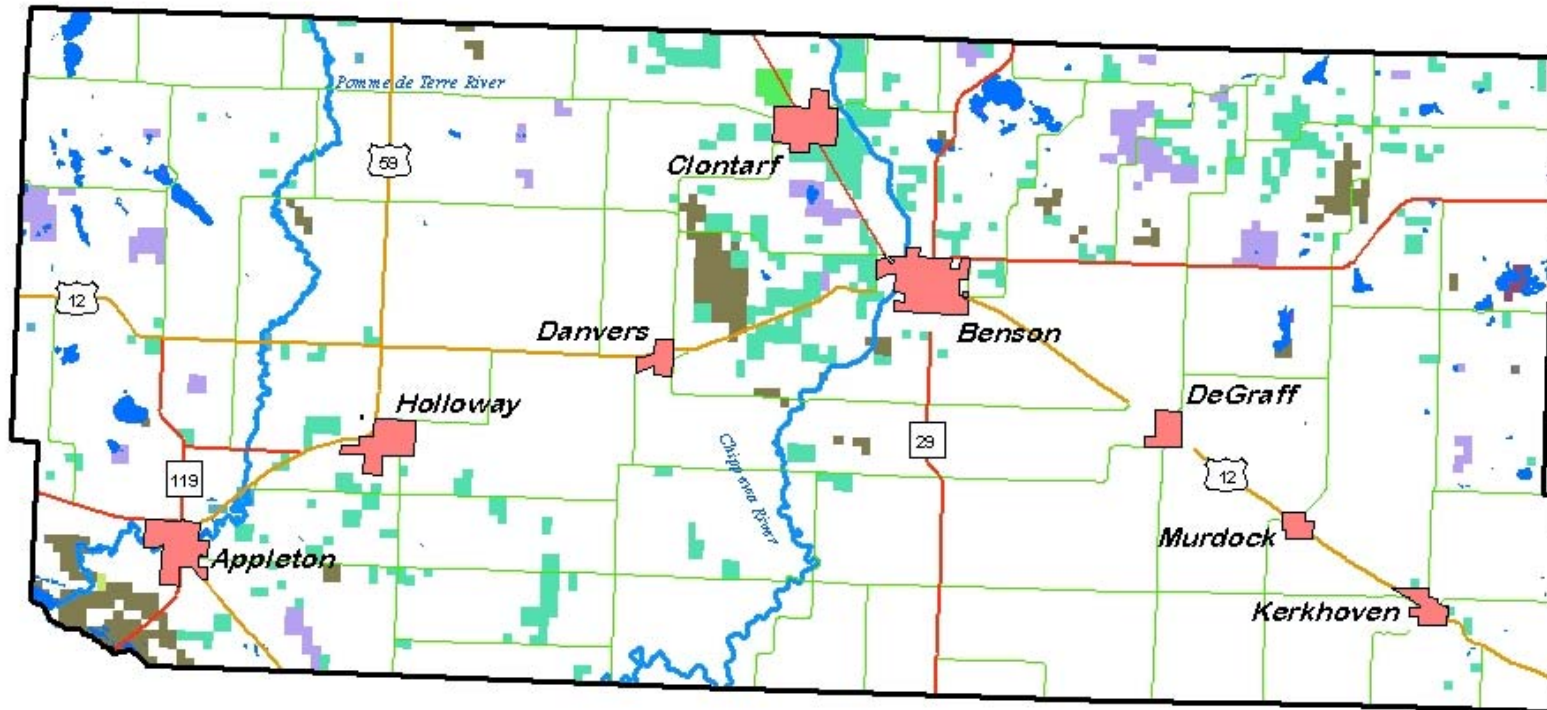 Pomme de Terre River
59
Clontarf
12
Danvers
Benson
Holloway
DeGraff
29
Chippewa River
119
12
Murdock
Appleton
Kerkhoven